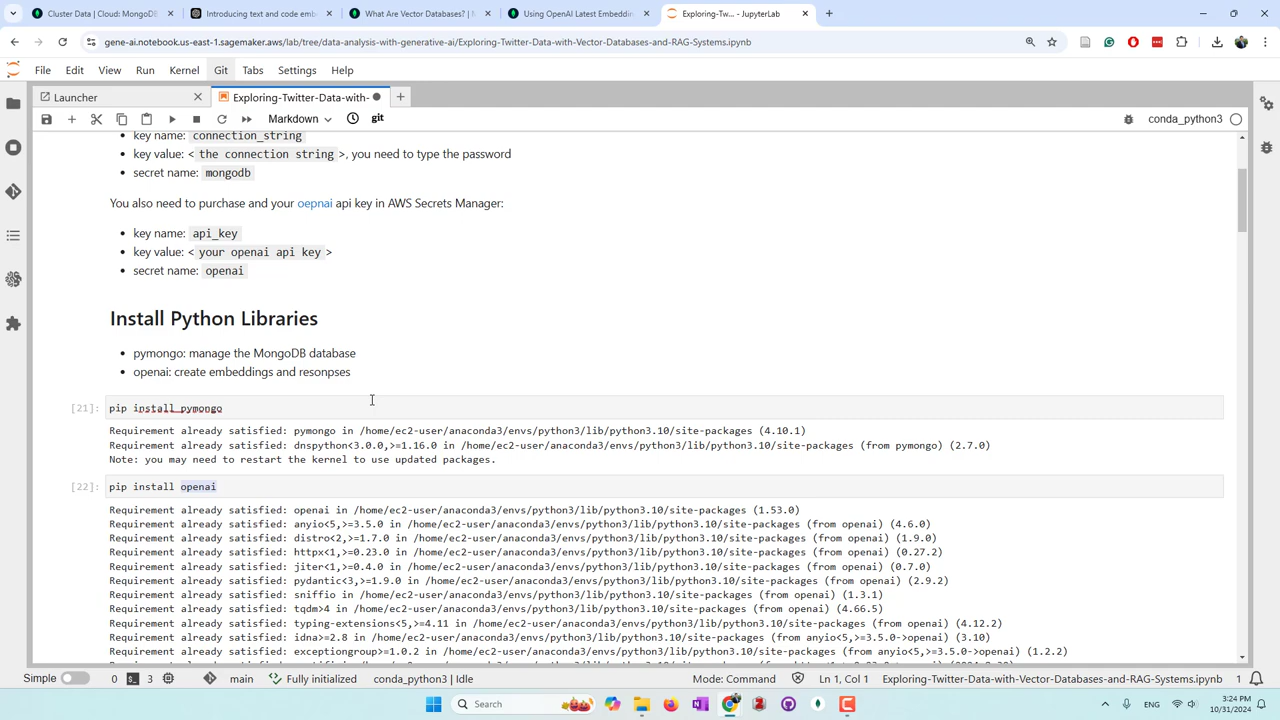 Cluster Data | Cloud: MongoDB
Introducing text and code emb
What Are Vector Databases? | M
Using OpenAI Latest Embeddin
Exploring-Tw... - JupyterLab
gene-ai.notebook.us-east-1.sagemaker.aws/lab/tree/data-analysis-with-generative-ai/Exploring-Twitter-Data-with-Vector-Databases-and-RAG-Systems.ipynb
File Edit View Run Kernel Git Tabs Settings Help
Launcher
Exploring-Twitter-Data-with-
Markdown
git
conda_python3
key name: connection_string
key value: < the connection string >, you need to type the password
secret name: mongodb
You also need to purchase and your oepnai api key in AWS Secrets Manager:
key name: api_key
key value: < your openai api key >
secret name: openai
Install Python Libraries
pymongo: manage the MongoDB database
openai: create embeddings and resonpses
[21]: pip install pymongo
Requirement already satisfied: pymongo in /home/ec2-user/anaconda3/envs/python3/lib/python3.10/site-packages (4.10.1)
Requirement already satisfied: dnspython<3.0.0,>=1.16.0 in /home/ec2-user/anaconda3/envs/python3/lib/python3.10/site-packages (from pymongo) (2.7.0)
Note: you may need to restart the kernel to use updated packages.
[22]: pip install openai
Requirement already satisfied: openai in /home/ec2-user/anaconda3/envs/python3/lib/python3.10/site-packages (1.53.0)
Requirement already satisfied: anyio<5,>=3.5.0 in /home/ec2-user/anaconda3/envs/python3/lib/python3.10/site-packages (from openai) (4.6.0)
Requirement already satisfied: distro<2,>=1.7.0 in /home/ec2-user/anaconda3/envs/python3/lib/python3.10/site-packages (from openai) (1.9.0)
Requirement already satisfied: httpx<1,>=0.23.0 in /home/ec2-user/anaconda3/envs/python3/lib/python3.10/site-packages (from openai) (0.27.2)
Requirement already satisfied: jiter<1,>=0.4.0 in /home/ec2-user/anaconda3/envs/python3/lib/python3.10/site-packages (from openai) (0.7.0)
Requirement already satisfied: pydantic<3,>=1.9.0 in /home/ec2-user/anaconda3/envs/python3/lib/python3.10/site-packages (from openai) (2.9.2)
Requirement already satisfied: sniffio in /home/ec2-user/anaconda3/envs/python3/lib/python3.10/site-packages (from openai) (1.3.1)
Requirement already satisfied: tqdm>4 in /home/ec2-user/anaconda3/envs/python3/lib/python3.10/site-packages (from openai) (4.66.5)
Requirement already satisfied: typing-extensions<5,>=4.11 in /home/ec2-user/anaconda3/envs/python3/lib/python3.10/site-packages (from openai) (4.12.2)
Requirement already satisfied: idna>=2.8 in /home/ec2-user/anaconda3/envs/python3/lib/python3.10/site-packages (from anyio<5,>=3.5.0->openai) (3.10)
Requirement already satisfied: exceptiongroup>=1.0.2 in /home/ec2-user/anaconda3/envs/python3/lib/python3.10/site-packages (from anyio<5,>=3.5.0->openai) (1.2.2)
Simple 0 3 main Fully initialized conda_python3 | Idle Mode: Command Ln 1, Col 1 Exploring-Twitter-Data-with-Vector-Databases-and-RAG-Systems.ipynb 1
Search
ENG
3:24 PM
10/31/2024